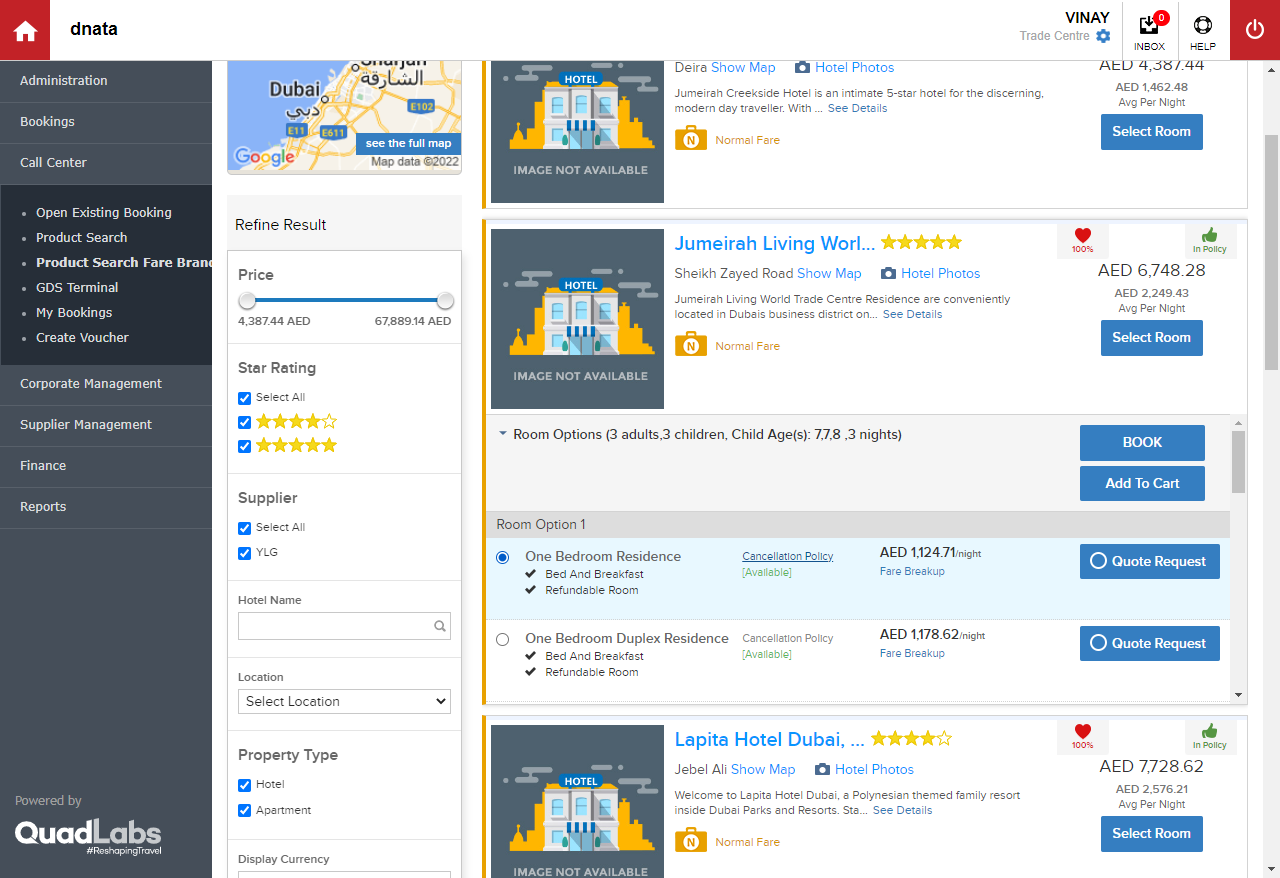 dnata
VINAY
Trade Centre
0
INBOX
HELP
Administration
Bookings
Call Center
Open Existing Booking
Product Search
Product Search Fare Brand
GDS Terminal
My Bookings
Create Voucher
Corporate Management
Supplier Management
Finance
Reports
Powered by
QuadLabs
#ReshapingTravel
Sharjah
الشارقة
Dubai
دبي
E102
E11
E611
see the full map
Google
Map data ©2022
Refine Result
Price
4,387.44 AED
67,889.14 AED
Star Rating
Select All
Supplier
Select All
YLG
Hotel Name
Location
Select Location
Property Type
Hotel
Apartment
Display Currency
HOTEL
IMAGE NOT AVAILABLE
Deira Show Map
Hotel Photos
Jumeirah Creekside Hotel is an intimate 5-star hotel for the discerning,
modern day traveller. With ... See Details
N
Normal Fare
AED 4,387.44
AED 1,462.48
Avg Per Night
Select Room
HOTEL
IMAGE NOT AVAILABLE
Jumeirah Living Worl...
Sheikh Zayed Road Show Map
Hotel Photos
Jumeirah Living World Trade Centre Residence are conveniently
located in Dubais business district on... See Details
N
Normal Fare
100%
In Policy
AED 6,748.28
AED 2,249.43
Avg Per Night
Select Room
Room Options (3 adults,3 children, Child Age(s): 7,7,8 ,3 nights)
BOOK
Add To Cart
Room Option 1
One Bedroom Residence
Bed And Breakfast
Refundable Room
Cancellation Policy
[Available]
AED 1,124.71/night
Fare Breakup
Quote Request
One Bedroom Duplex Residence
Bed And Breakfast
Refundable Room
Cancellation Policy
[Available]
AED 1,178.62/night
Fare Breakup
Quote Request
HOTEL
IMAGE NOT AVAILABLE
Lapita Hotel Dubai, ...
Jebel Ali Show Map
Hotel Photos
Welcome to Lapita Hotel Dubai, a Polynesian themed family resort
inside Dubai Parks and Resorts. Sta... See Details
N
Normal Fare
100%
In Policy
AED 7,728.62
AED 2,576.21
Avg Per Night
Select Room